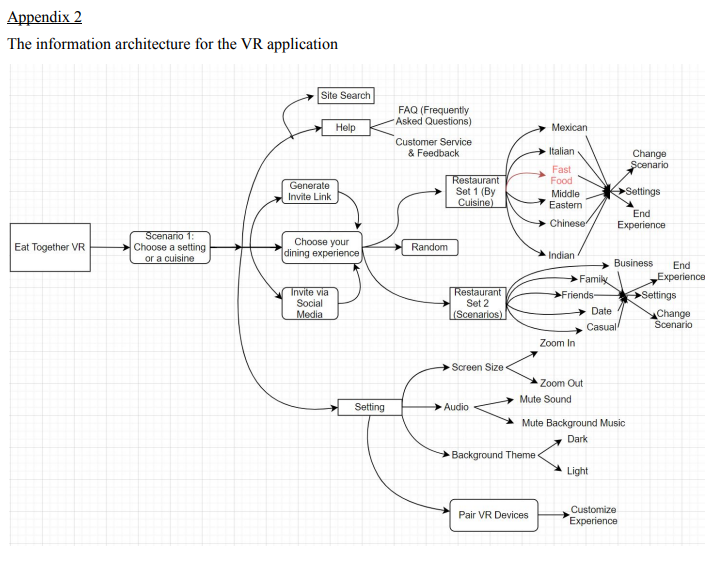 Appendix 2
The information architecture for the VR application
Site Search
FAQ (Frequently
Asked Questions)
Help
Customer Service
& Feedback
Mexican
Italian
Fast
Food
Middle
Eastern
Chinese
Indian
Change
Scenario
Settings
End
Experience
Restaurant
Set 1 (By
Cuisine)
Generate
Invite Link
Eat Together VR
Scenario 1:
Choose a setting
or a cuisine
Choose your
dining experience
Random
Invite via
Social
Media
Restaurant
Set 2
(Scenarios)
Business
Family
Friends
Date
Casual
End
Experience
Settings
Change
Scenario
Zoom In
Screen Size
Zoom Out
Setting
Audio
Mute Sound
Mute Background Music
Dark
Background Theme
Light
Pair VR Devices
Customize
Experience